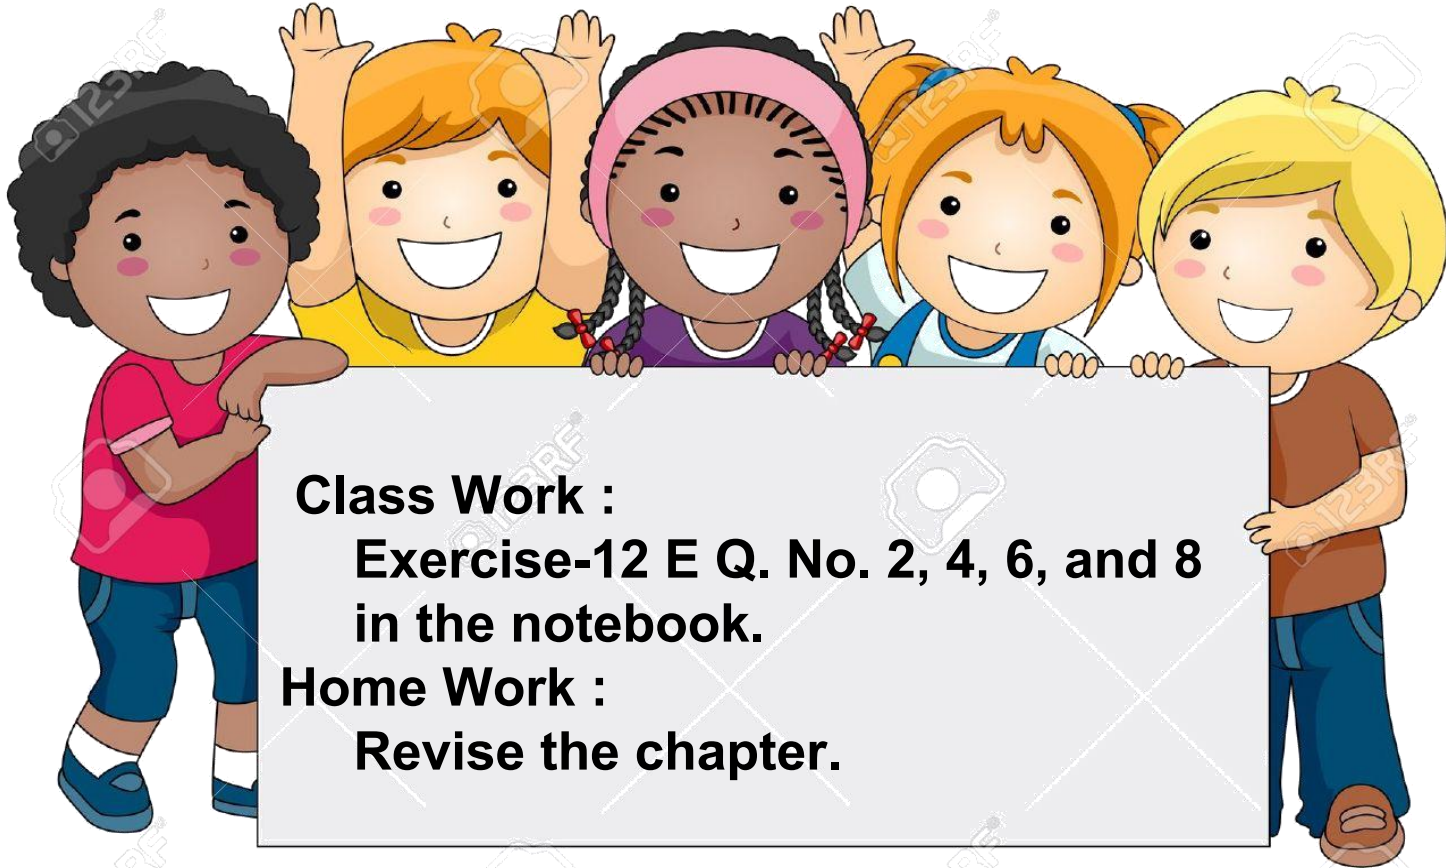 Class Work :
Exercise-12 E Q. No. 2, 4, 6, and 8
in the notebook.
Home Work :
Revise the chapter.